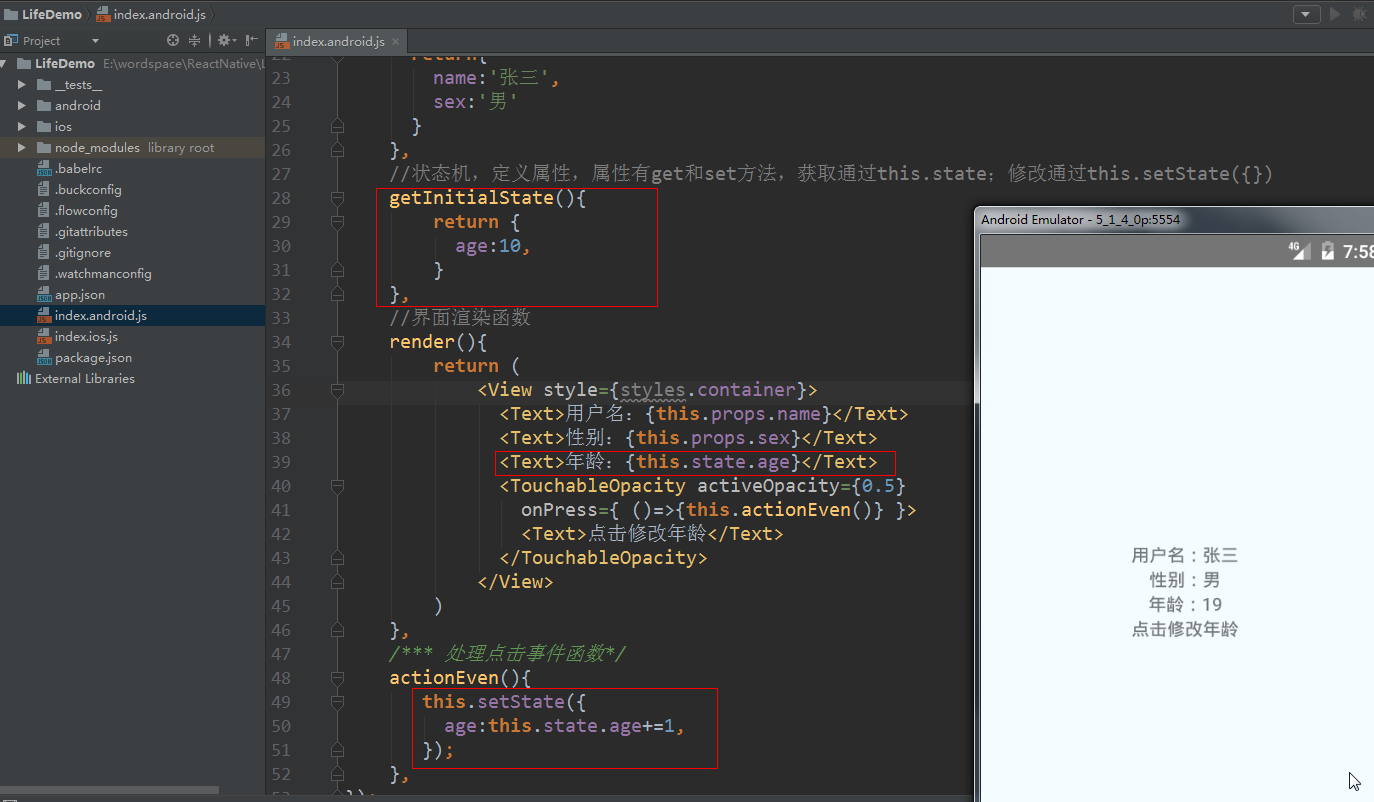 LifeDemo index.android.js
Project
index.android.js
LifeDemo E:\wordspace\ReactNative\L
__tests__
android
ios
node_modules library root
.babelrc
.buckconfig
.flowconfig
.gitattributes
.gitignore
.watchmanconfig
app.json
index.android.js
index.ios.js
package.json
External Libraries
22 return{
23 name:'张三',
24 sex:'男'
25 }
26 },
27 //状态机，定义属性，属性有get和set方法，获取通过this.state；修改通过this.setState({})
28 getInitialState(){
29 return {
30 age:10,
31 }
32 },
33 //界面渲染函数
34 render(){
35 return (
36 <View style={styles.container}>
37 <Text>用户名：{this.props.name}</Text>
38 <Text>性别：{this.props.sex}</Text>
39 <Text>年龄：{this.state.age}</Text>
40 <TouchableOpacity activeOpacity={0.5}
41 onPress={ ()=>{this.actionEven()} }>
42 <Text>点击修改年龄</Text>
43 </TouchableOpacity>
44 </View>
45 )
46 },
47 /*** 处理点击事件函数*/
48 actionEven(){
49 this.setState({
50 age:this.state.age+=1,
51 });
52 },
53 });
Android Emulator - 5_1_4_0p:5554
4G 7:58
用户名：张三
性别：男
年龄：19
点击修改年龄